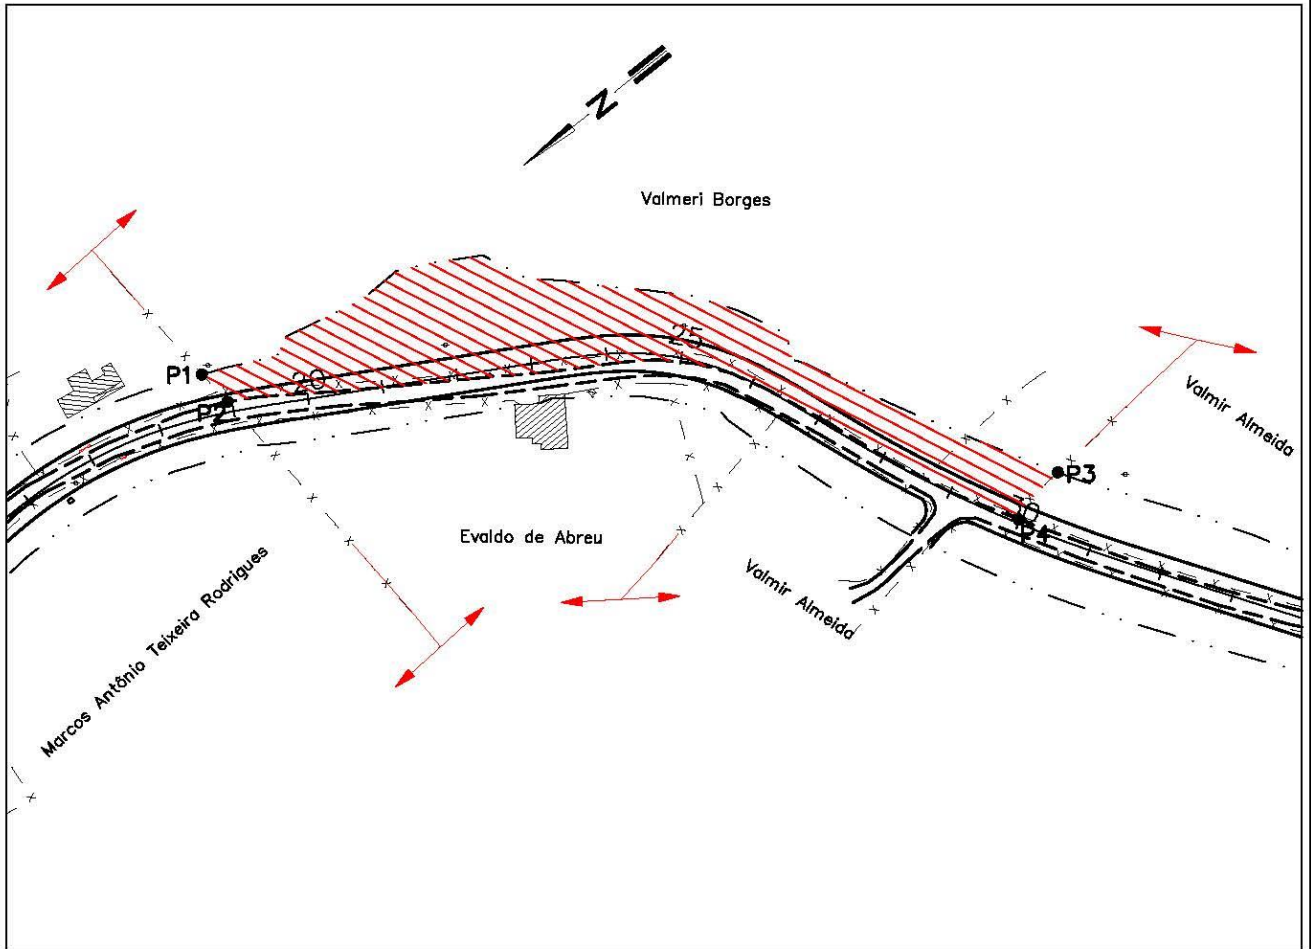 N
Valmeri Borges
P1
P2
20
25
Valmir Almeida
P3
30
P4
Evaldo de Abreu
Valmir Almeida
Marcos Antônio Teixeira Rodrigues